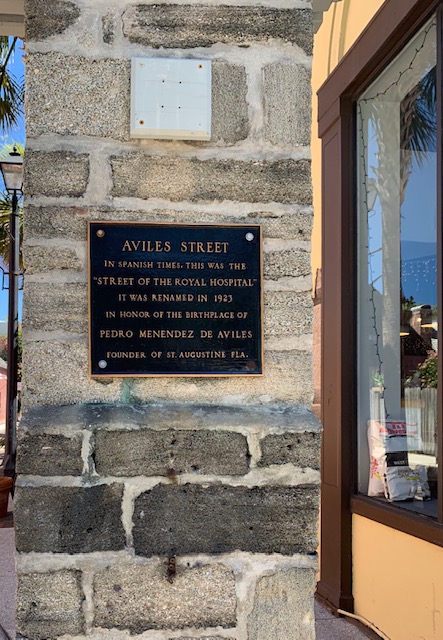 AVILES STREET
IN SPANISH TIMES, THIS WAS THE
"STREET OF THE ROYAL HOSPITAL"
IT WAS RENAMED IN 1923
IN HONOR OF THE BIRTHPLACE OF
PEDRO MENENDEZ DE AVILES
FOUNDER OF ST. AUGUSTINE FLA.